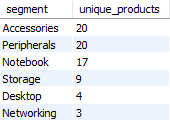 segment unique_products
Accessories 20
Peripherals 20
Notebook 17
Storage 9
Desktop 4
Networking 3